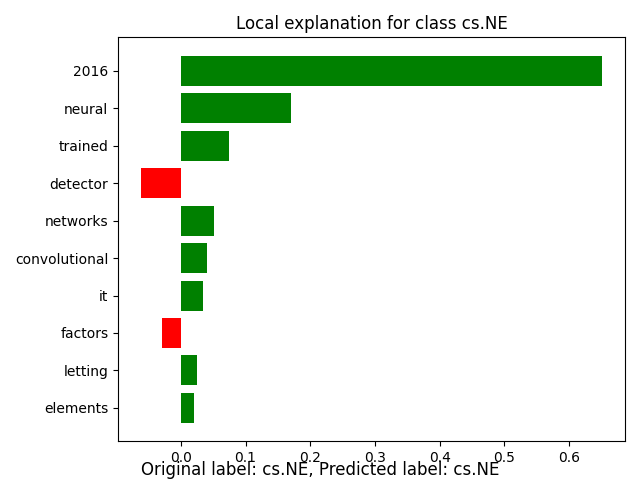 Local explanation for class cs.NE
2016
neural
trained
detector
networks
convolutional
it
factors
letting
elements
0.0 0.1 0.2 0.3 0.4 0.5 0.6
Original label: cs.NE, Predicted label: cs.NE